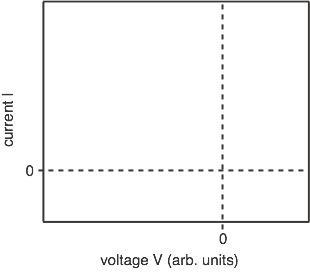 current I
0
0
voltage V (arb. units)